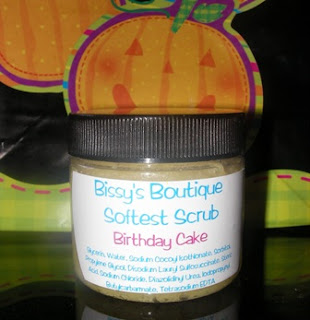 Bissy's Boutique
Softest Scrub
Birthday Cake
Glycerin, Water, Sodium Cocoyl Isethionate, Sorbitol,
Propylene Glycol, Disodium Lauryl Sulfosuccinate,
Acid, Sodium Chloride, Diazolidinyl Urea, Iodopropynyl
Butylcarbamate, Tetrasodium EDTA